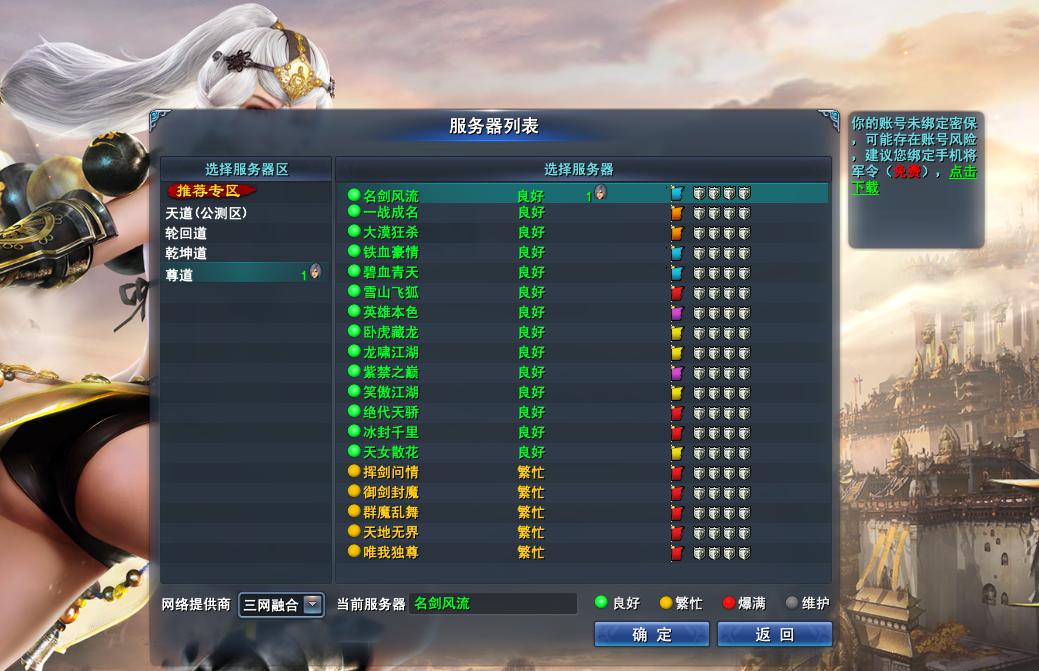 服务器列表
选择服务器区
选择服务器
推荐专区
天道(公测区)
轮回道
乾坤道
尊道 1
名剑风流 良好 1
一战成名 良好
大漠狂杀 良好
铁血豪情 良好
碧血青天 良好
雪山飞狐 良好
英雄本色 良好
卧虎藏龙 良好
龙啸江湖 良好
紫禁之巅 良好
笑傲江湖 良好
绝代天骄 良好
冰封千里 良好
天女散花 良好
挥剑问情 繁忙
御剑封魔 繁忙
群魔乱舞 繁忙
天地无界 繁忙
唯我独尊 繁忙
网络提供商 三网融合 当前服务器 名剑风流 良好 繁忙 爆满 维护
确 定 返 回
你的账号未绑定密保
，可能存在账号风险
，建议您绑定手机将
军令（免费），点击
下载